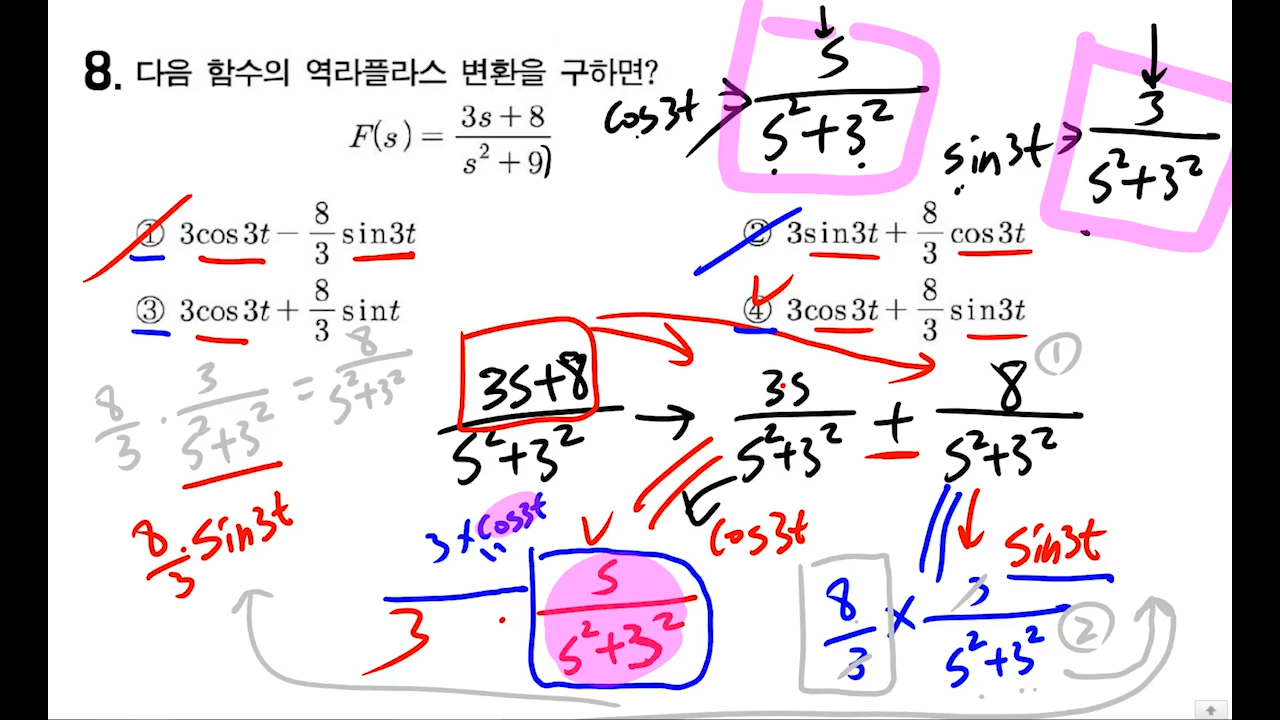 8. 다음 함수의 역라플라스 변환을 구하면?
F(s) = (3s + 8)/(s² + 9)
cos3t → s/(s²+3²)
sin3t → 3/(s²+3²)
① 3cos3t − 8/3 sin3t
② 3sin3t + 8/3 cos3t
③ 3cos3t + 8/3 sint
④ 3cos3t + 8/3 sin3t
8/3 · 3/(s²+3²) = 8/(s²+3²)
8/3 · sin3t
(3s+8)/(s²+3²) → 3·s/(s²+3²) + 8/(s²+3²) ①
3 × cos3t
cos3t
sin3t
3 · s/(s²+3²)
8/3 × 3/(s²+3²) ②